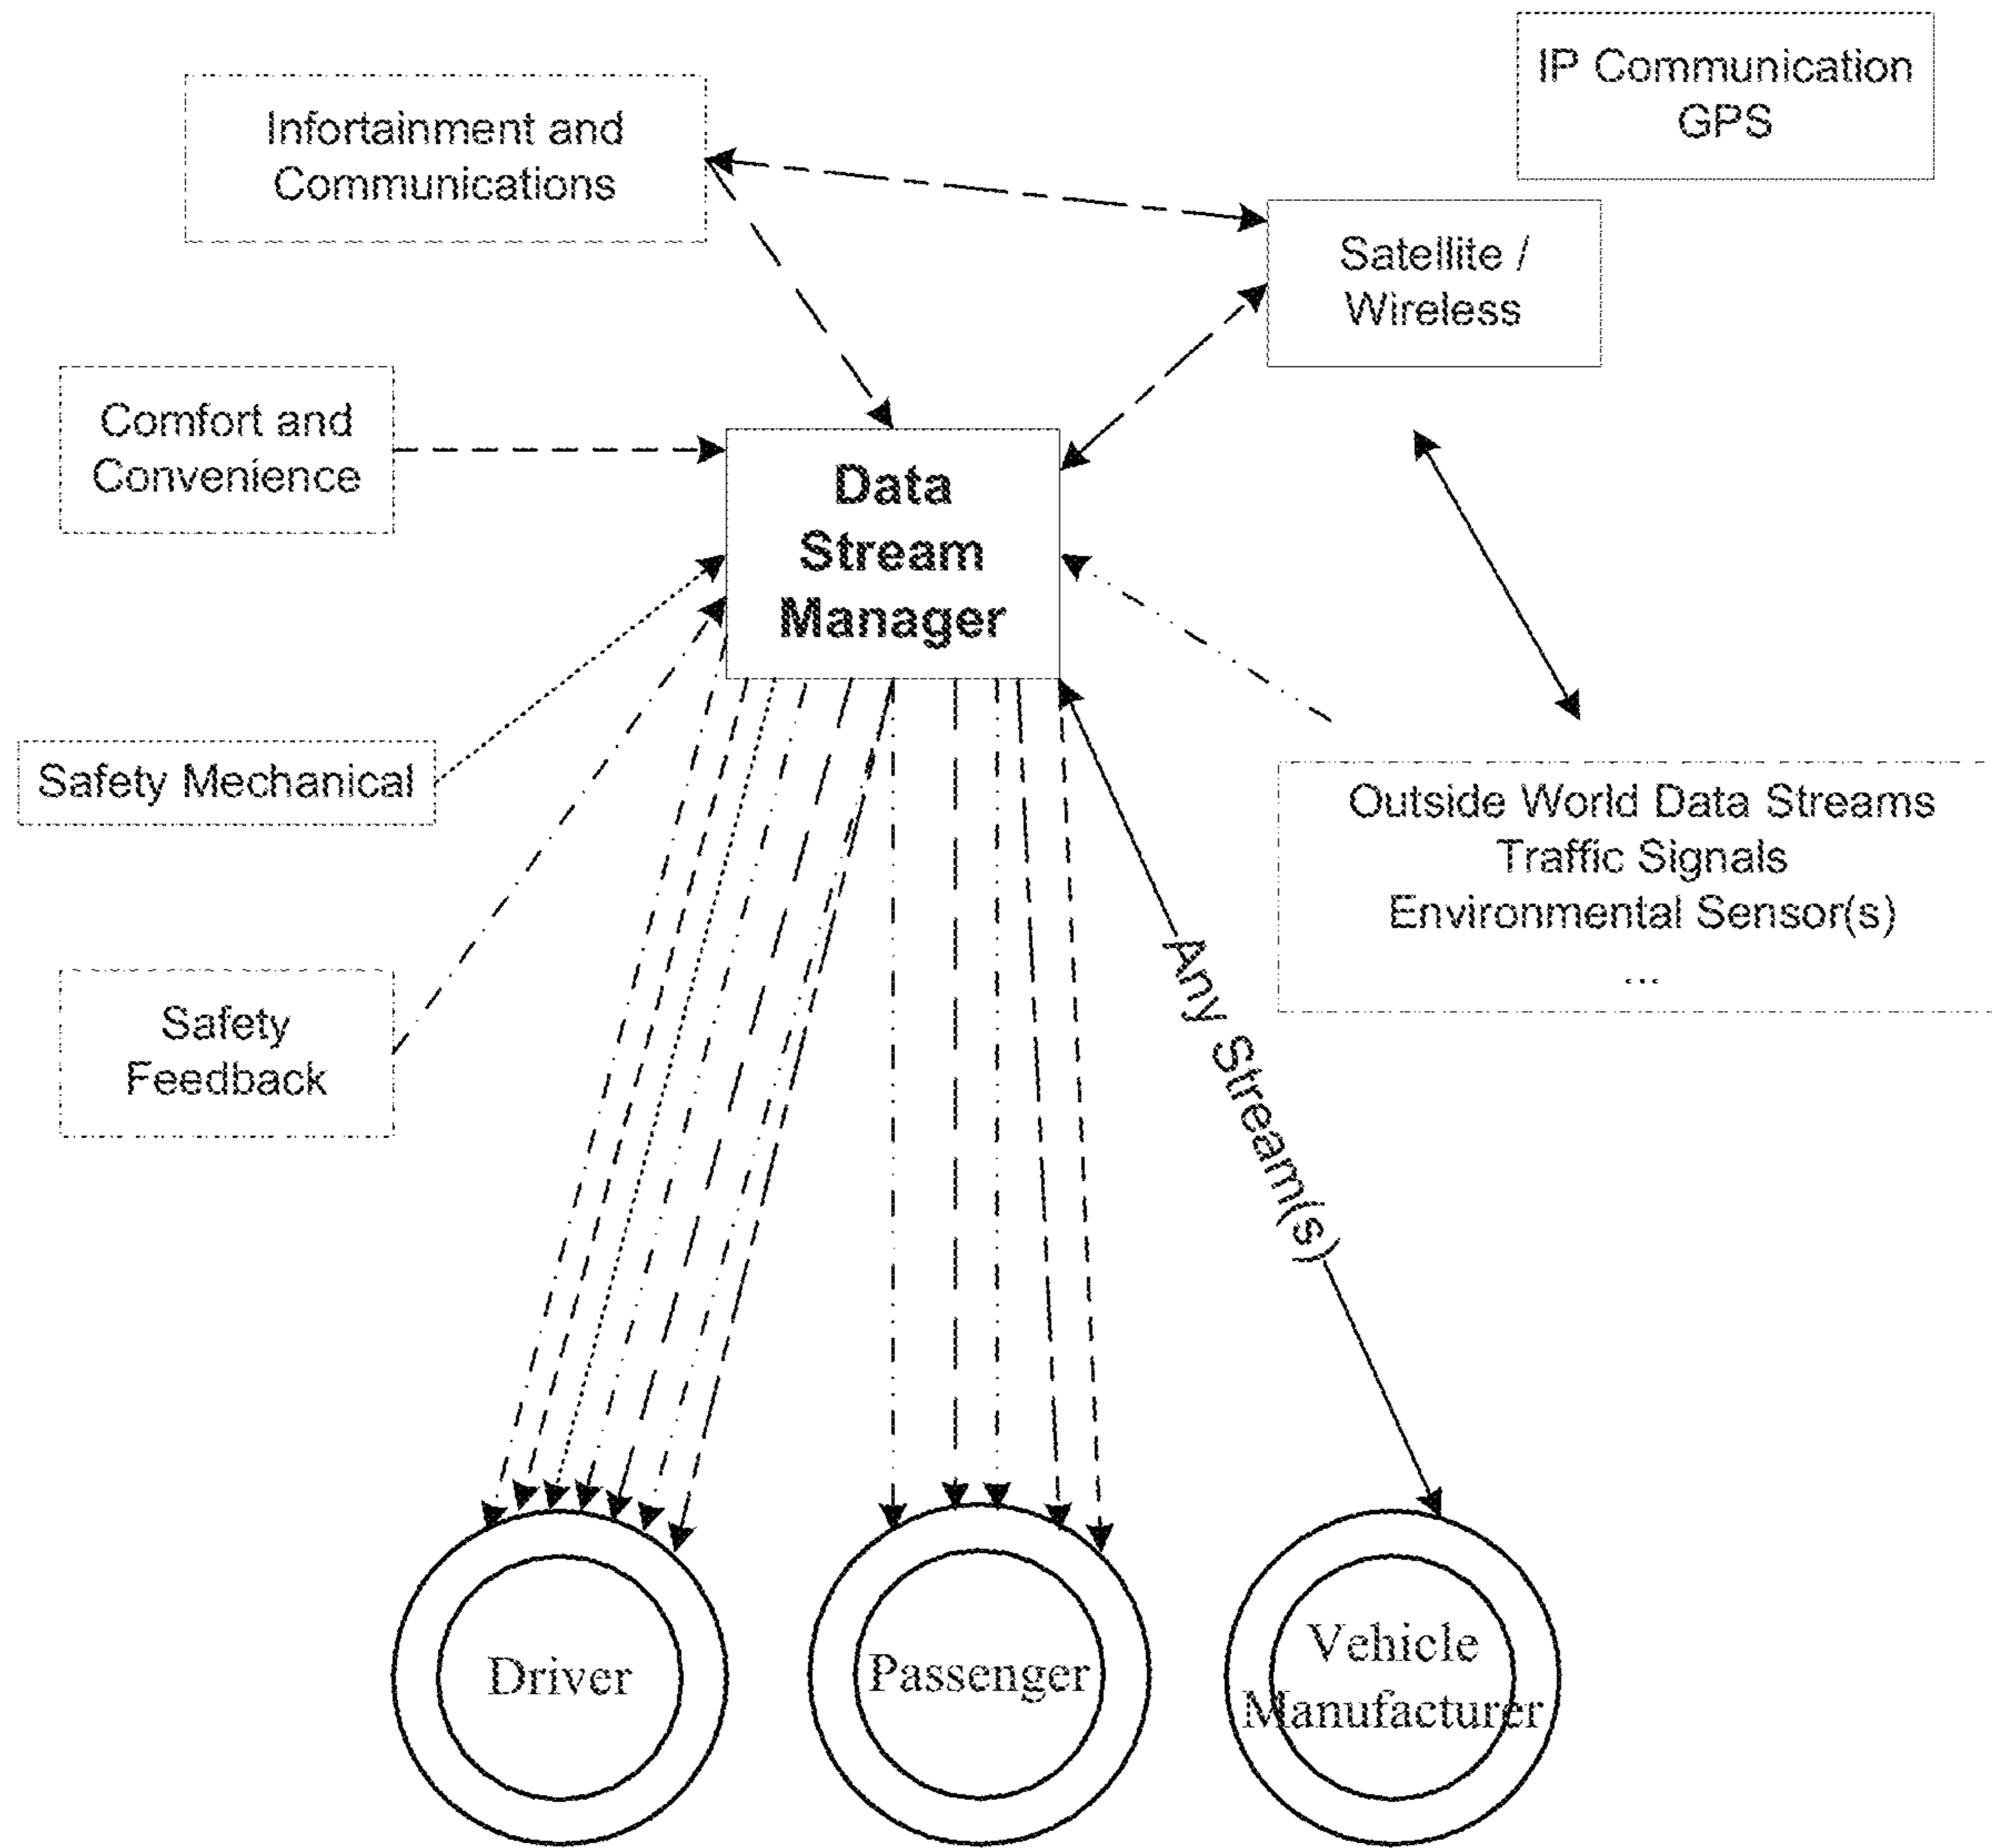 IP Communication
GPS
Infortainment and
Communications
Satellite /
Wireless
Comfort and
Convenience
Data
Stream
Manager
Safety Mechanical
Outside World Data Streams
Traffic Signals
Environmental Sensor(s)
...
Any Stream(s)
Safety
Feedback
Driver
Passenger
Vehicle
Manufacturer